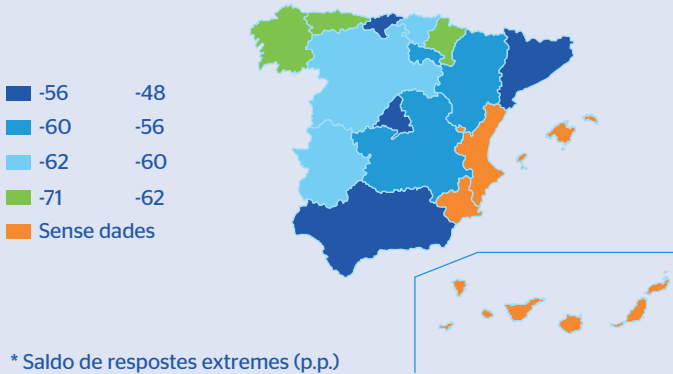 -56 -48
-60 -56
-62 -60
-71 -62
Sense dades
* Saldo de respostes extremes (p.p.)